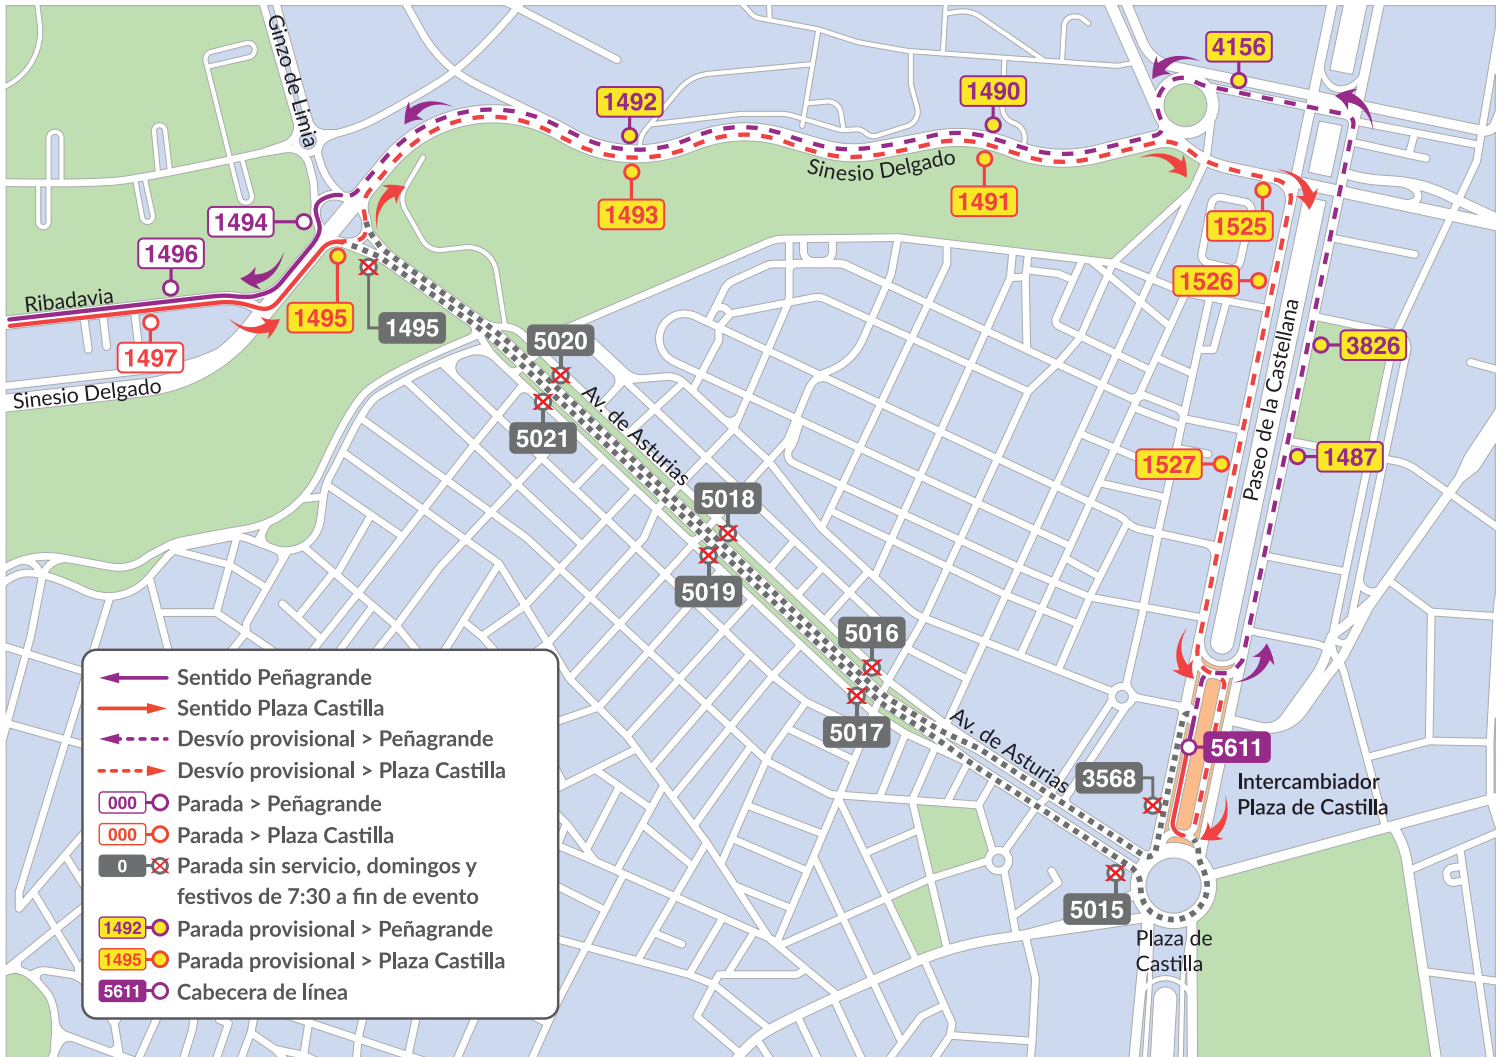 Ginzo de Limia
4156
1492
1490
Sinesio Delgado
1493
1491
1525
1494
1496
1526
Ribadavia
1495
1495
1497
Sinesio Delgado
5020
5021
Av. de Asturias
Paseo de la Castellana
3826
1527
1487
5018
5019
5016
5017
Av. de Asturias
5611
3568
Intercambiador
Plaza de Castilla
5015
Plaza de
Castilla
Sentido Peñagrande
Sentido Plaza Castilla
Desvío provisional > Peñagrande
Desvío provisional > Plaza Castilla
000 Parada > Peñagrande
000 Parada > Plaza Castilla
0 Parada sin servicio, domingos y
festivos de 7:30 a fin de evento
1492 Parada provisional > Peñagrande
1495 Parada provisional > Plaza Castilla
5611 Cabecera de línea